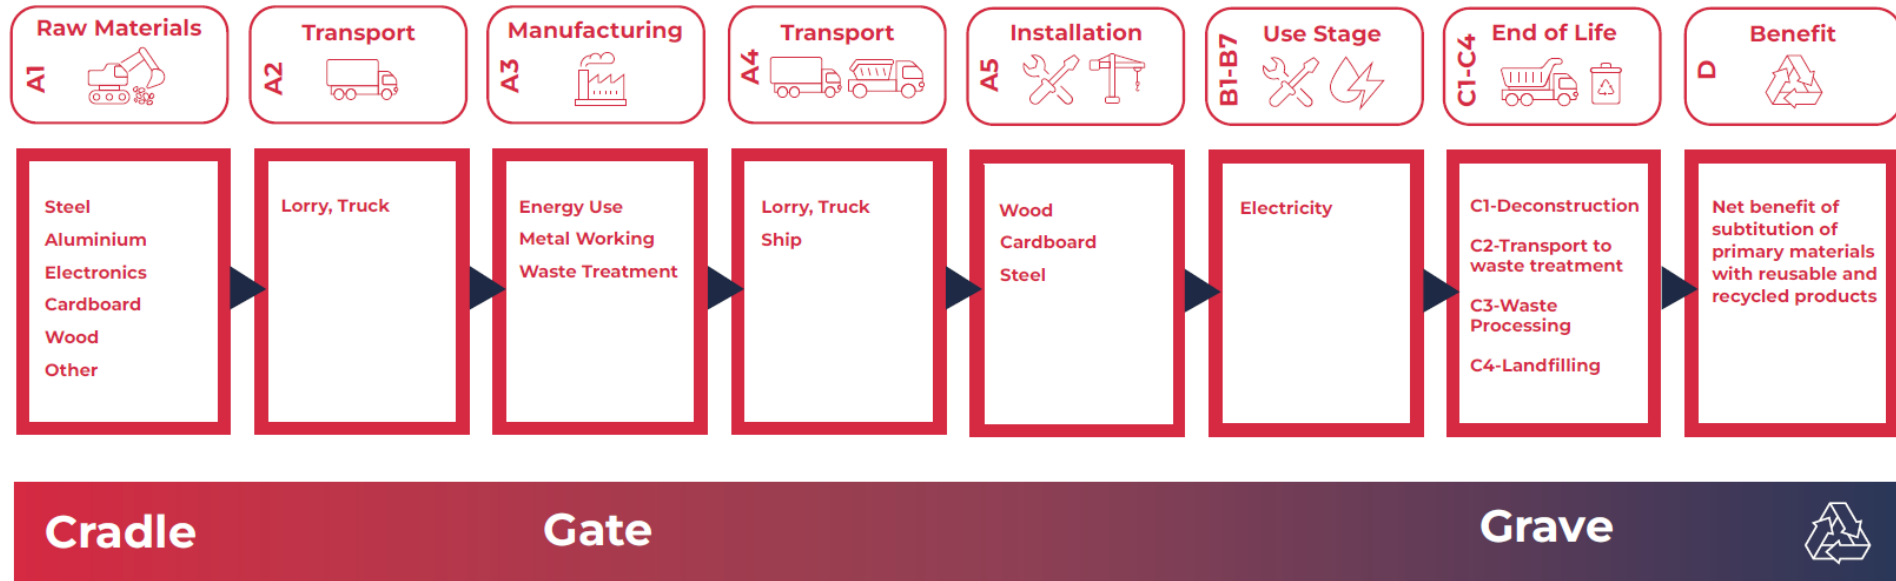 Raw Materials
A1
Transport
A2
Manufacturing
A3
Transport
A4
Installation
A5
Use Stage
B1-B7
End of Life
C1-C4
Benefit
D
Steel
Aluminium
Electronics
Cardboard
Wood
Other
Lorry, Truck
Energy Use
Metal Working
Waste Treatment
Lorry, Truck
Ship
Wood
Cardboard
Steel
Electricity
C1-Deconstruction
C2-Transport to
waste treatment
C3-Waste
Processing
C4-Landfilling
Net benefit of
subtitution of
primary materials
with reusable and
recycled products
Cradle
Gate
Grave